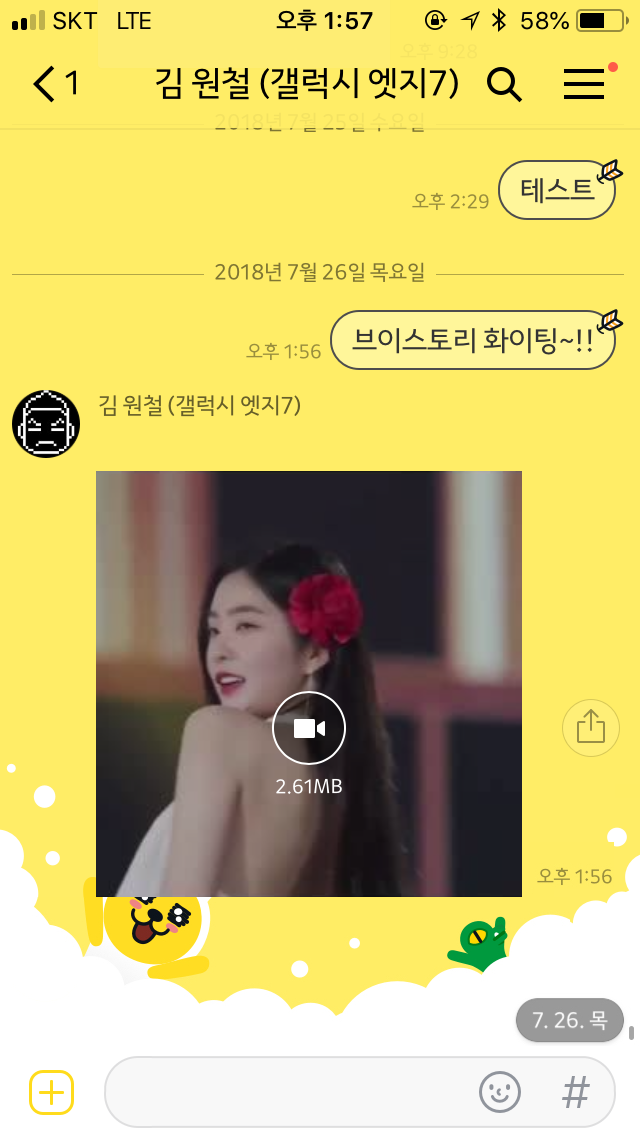 SKT LTE 오후 1:57 58%
오후 9:28
1 김 원철 (갤럭시 엣지7)
2018년 7월 25일 수요일
테스트
오후 2:29
2018년 7월 26일 목요일
브이스토리 화이팅~!!
오후 1:56
김 원철 (갤럭시 엣지7)
2.61MB
오후 1:56
7. 26. 목
#